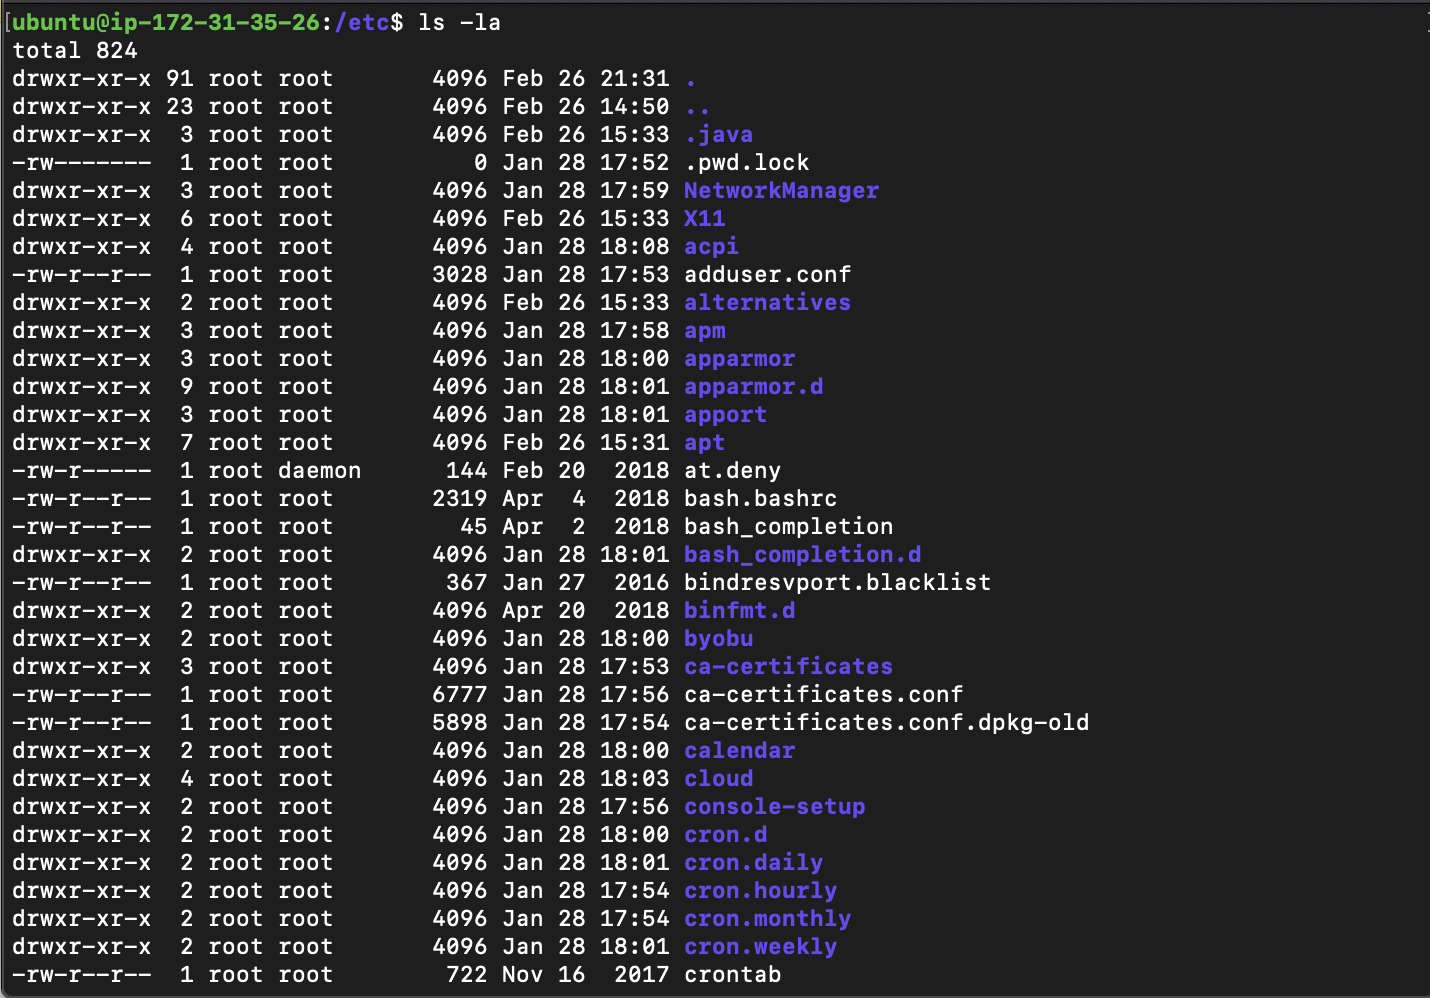 [ubuntu@ip-172-31-35-26:/etc$ ls -la
total 824
drwxr-xr-x 91 root root       4096 Feb 26 21:31 .
drwxr-xr-x 23 root root       4096 Feb 26 14:50 ..
drwxr-xr-x  3 root root       4096 Feb 26 15:33 .java
-rw-------  1 root root          0 Jan 28 17:52 .pwd.lock
drwxr-xr-x  3 root root       4096 Jan 28 17:59 NetworkManager
drwxr-xr-x  6 root root       4096 Feb 26 15:33 X11
drwxr-xr-x  4 root root       4096 Jan 28 18:08 acpi
-rw-r--r--  1 root root       3028 Jan 28 17:53 adduser.conf
drwxr-xr-x  2 root root       4096 Feb 26 15:33 alternatives
drwxr-xr-x  3 root root       4096 Jan 28 17:58 apm
drwxr-xr-x  3 root root       4096 Jan 28 18:00 apparmor
drwxr-xr-x  9 root root       4096 Jan 28 18:01 apparmor.d
drwxr-xr-x  3 root root       4096 Jan 28 18:01 apport
drwxr-xr-x  7 root root       4096 Feb 26 15:31 apt
-rw-r-----  1 root daemon      144 Feb 20  2018 at.deny
-rw-r--r--  1 root root       2319 Apr  4  2018 bash.bashrc
-rw-r--r--  1 root root         45 Apr  2  2018 bash_completion
drwxr-xr-x  2 root root       4096 Jan 28 18:01 bash_completion.d
-rw-r--r--  1 root root        367 Jan 27  2016 bindresvport.blacklist
drwxr-xr-x  2 root root       4096 Apr 20  2018 binfmt.d
drwxr-xr-x  2 root root       4096 Jan 28 18:00 byobu
drwxr-xr-x  3 root root       4096 Jan 28 17:53 ca-certificates
-rw-r--r--  1 root root       6777 Jan 28 17:56 ca-certificates.conf
-rw-r--r--  1 root root       5898 Jan 28 17:54 ca-certificates.conf.dpkg-old
drwxr-xr-x  2 root root       4096 Jan 28 18:00 calendar
drwxr-xr-x  4 root root       4096 Jan 28 18:03 cloud
drwxr-xr-x  2 root root       4096 Jan 28 17:56 console-setup
drwxr-xr-x  2 root root       4096 Jan 28 18:00 cron.d
drwxr-xr-x  2 root root       4096 Jan 28 18:01 cron.daily
drwxr-xr-x  2 root root       4096 Jan 28 17:54 cron.hourly
drwxr-xr-x  2 root root       4096 Jan 28 17:54 cron.monthly
drwxr-xr-x  2 root root       4096 Jan 28 18:01 cron.weekly
-rw-r--r--  1 root root        722 Nov 16  2017 crontab